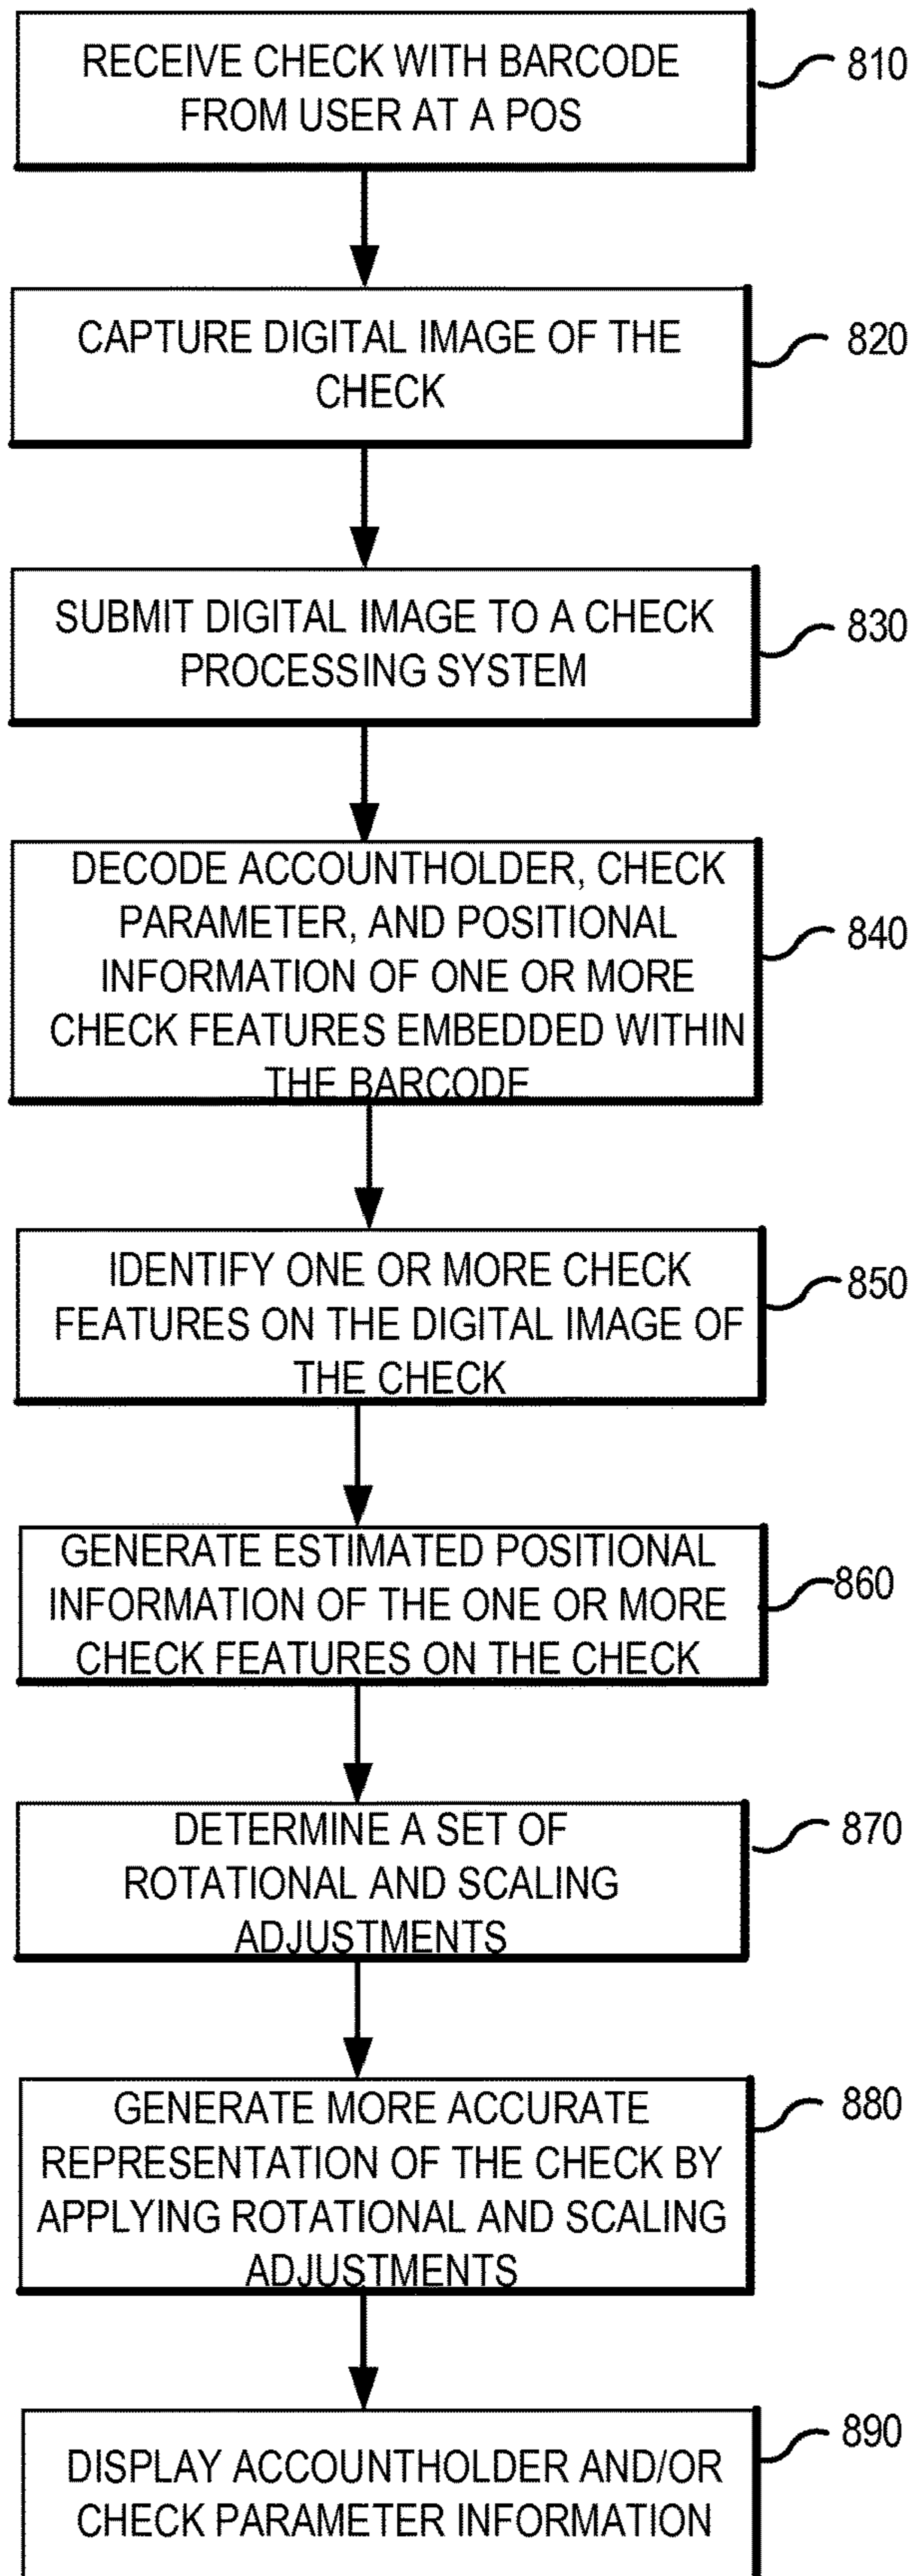 RECEIVE CHECK WITH BARCODE
FROM USER AT A POS
810
CAPTURE DIGITAL IMAGE OF THE
CHECK
820
SUBMIT DIGITAL IMAGE TO A CHECK
PROCESSING SYSTEM
830
DECODE ACCOUNTHOLDER, CHECK
PARAMETER, AND POSITIONAL
INFORMATION OF ONE OR MORE
CHECK FEATURES EMBEDDED WITHIN
THE BARCODE
840
IDENTIFY ONE OR MORE CHECK
FEATURES ON THE DIGITAL IMAGE OF
THE CHECK
850
GENERATE ESTIMATED POSITIONAL
INFORMATION OF THE ONE OR MORE
CHECK FEATURES ON THE CHECK
860
DETERMINE A SET OF
ROTATIONAL AND SCALING
ADJUSTMENTS
870
GENERATE MORE ACCURATE
REPRESENTATION OF THE CHECK BY
APPLYING ROTATIONAL AND SCALING
ADJUSTMENTS
880
DISPLAY ACCOUNTHOLDER AND/OR
CHECK PARAMETER INFORMATION
890